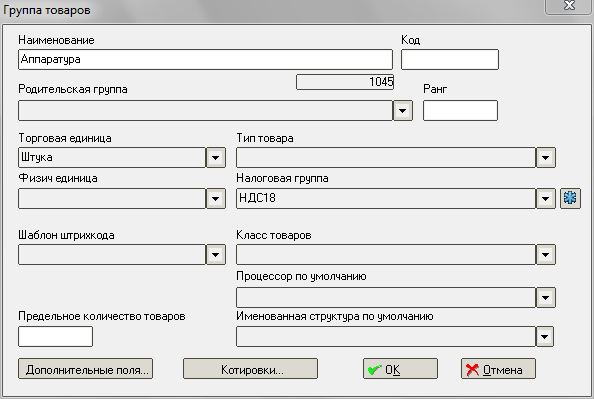 Группа товаров
Наименование Код
Аппаратура
1045
Родительская группа Ранг
Торговая единица Тип товара
Штука
Физич единица Налоговая группа
НДС18
Шаблон штрихкода Класс товаров
Процессор по умолчанию
Предельное количество товаров Именованная структура по умолчанию
Дополнительные поля... Котировки... OK Отмена